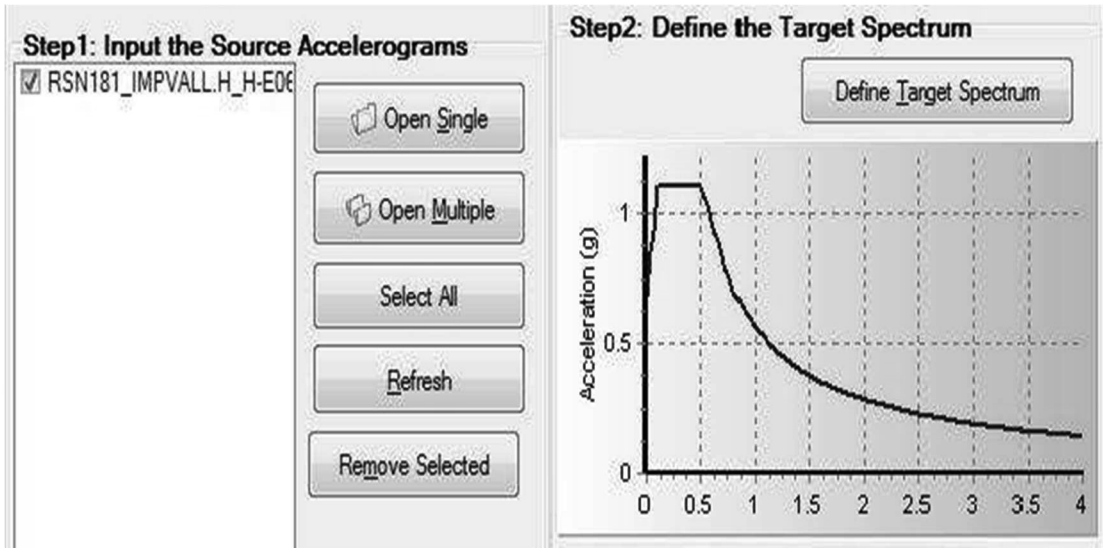 Step1: Input the Source Accelerograms
RSN181_IMPVALL.H_H-E06
Open Single
Open Multiple
Select All
Refresh
Remove Selected
Step2: Define the Target Spectrum
Define Target Spectrum
Acceleration (g)
1
0.5
0
0 0.5 1 1.5 2 2.5 3 3.5 4